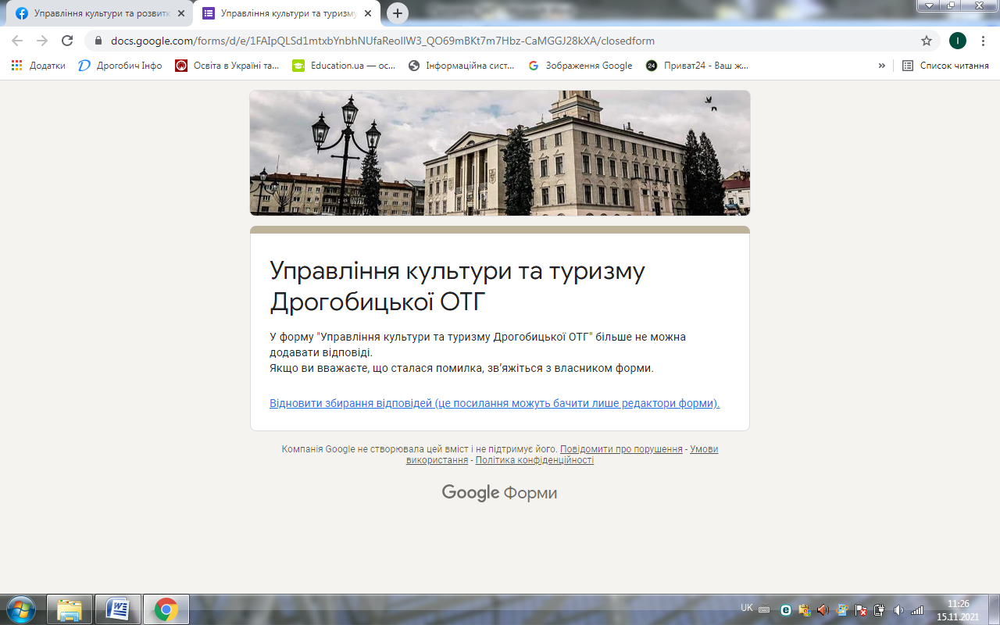 Управління культури та розвитк
Управління культури та туризму
docs.google.com/forms/d/e/1FAIpQLSd1mtxbYnbhNUfaReolIW3_QO69mBKt7m7Hbz-CaMGGJ28kXA/closedform
I
Додатки
Дрогобич Інфо
Освіта в Україні та...
Education.ua — ос...
Інформаційна сист...
Зображення Google
24
Приват24 - Ваш ж...
»
Список читання
Управління культури та туризму
Дрогобицької ОТГ
У форму "Управління культури та туризму Дрогобицької ОТГ" більше не можна
додавати відповіді.
Якщо ви вважаєте, що сталася помилка, зв’яжіться з власником форми.
Відновити збирання відповідей (це посилання можуть бачити лише редактори форми).
Компанія Google не створювала цей вміст і не підтримує його. Повідомити про порушення - Умови
використання - Політика конфіденційності
Google Форми
UK
11:26
15.11.2021